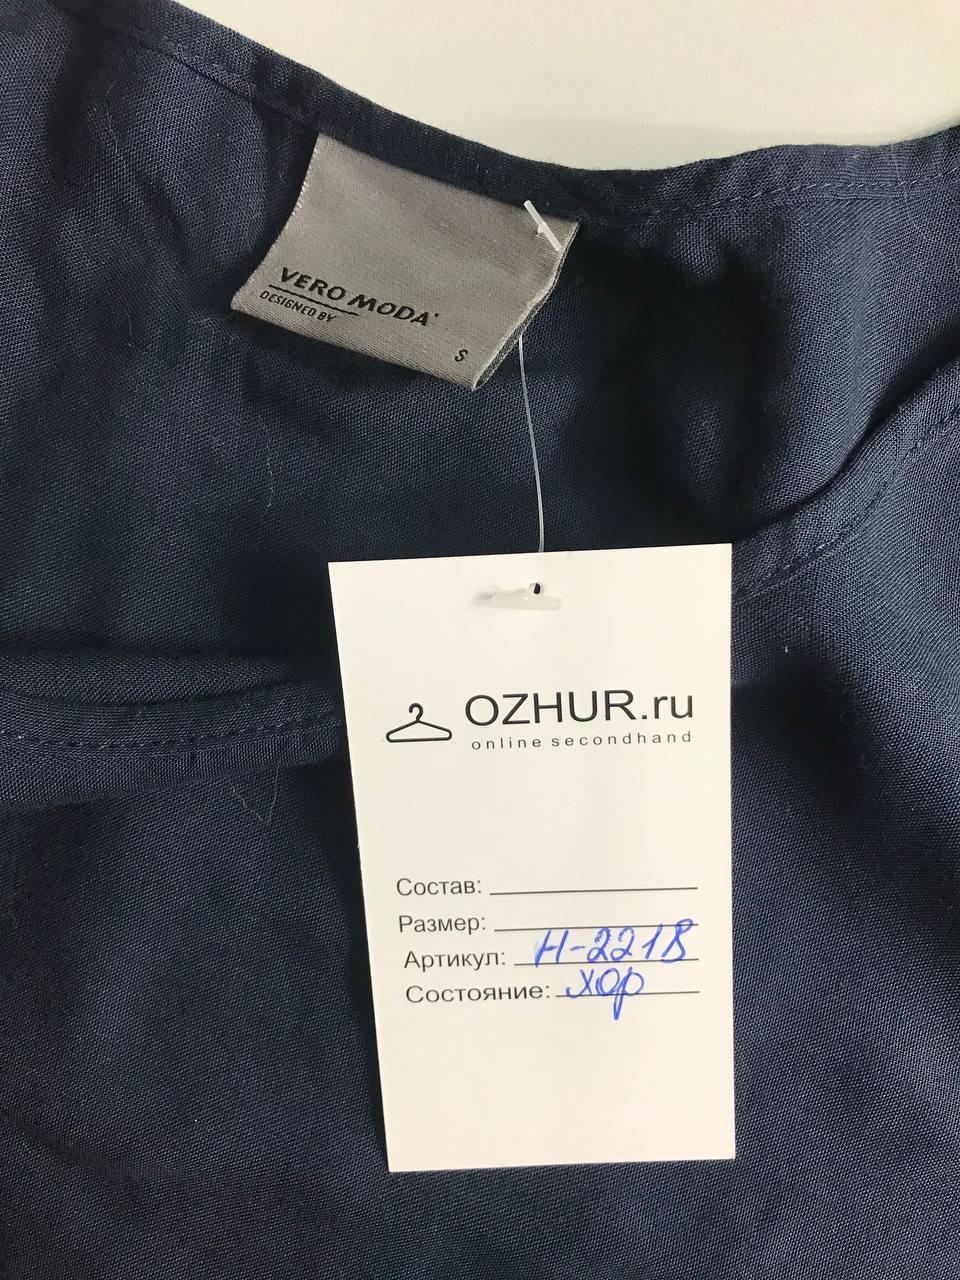 VERO MODA
DESIGNED BY
S
OZHUR.ru
online secondhand
Состав:
Размер:
Артикул: Н-2218
Состояние: хор